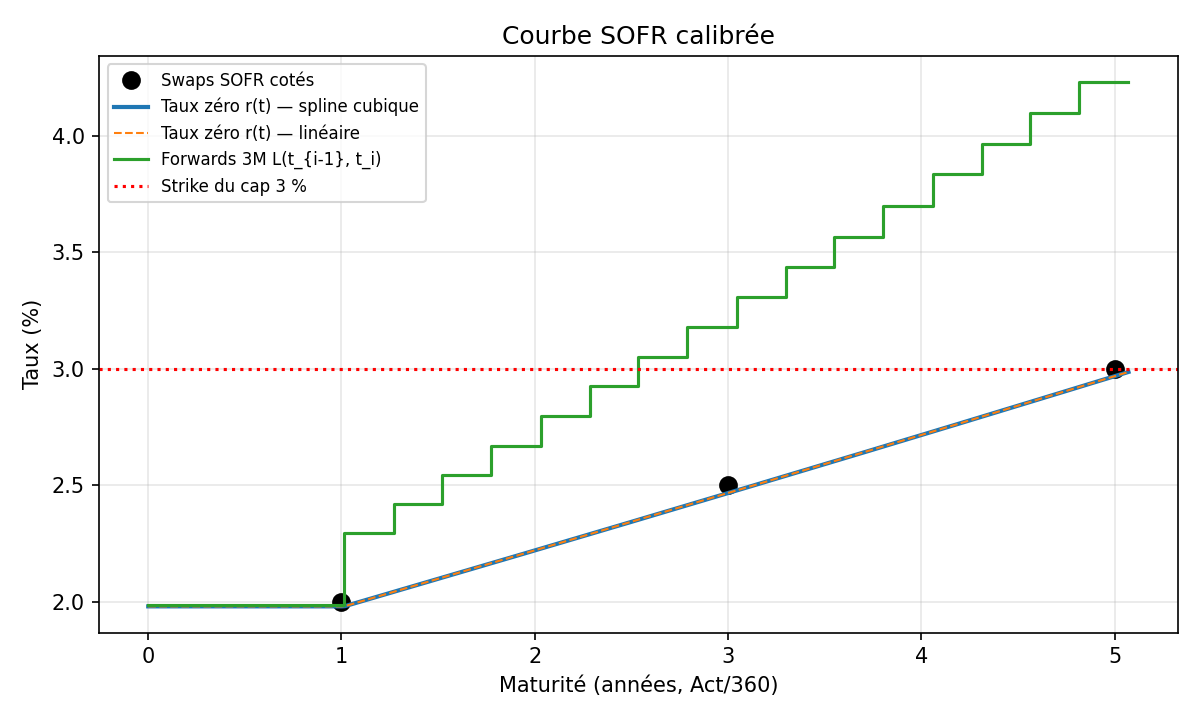 Courbe SOFR calibrée
Swaps SOFR cotés
Taux zéro r(t) — spline cubique
Taux zéro r(t) — linéaire
Forwards 3M L(t_{i-1}, t_i)
Strike du cap 3 %
Taux (%)
4.0
3.5
3.0
2.5
2.0
0 1 2 3 4 5
Maturité (années, Act/360)